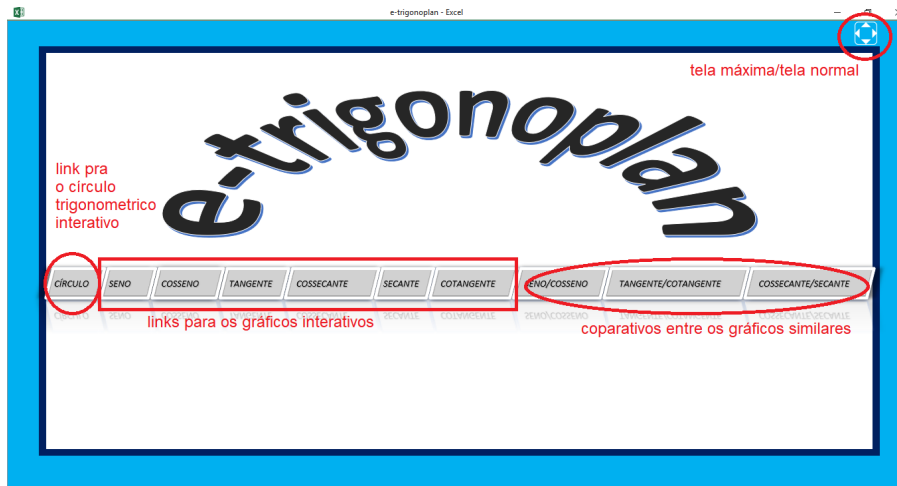 e-trigonoplan - Excel
tela máxima/tela normal
e-trigonoplan
link pra
o círculo
trigonometrico
interativo
CÍRCULO SENO COSSENO TANGENTE COSSECANTE SECANTE COTANGENTE SENO/COSSENO TANGENTE/COTANGENTE COSSECANTE/SECANTE
links para os gráficos interativos
coparativos entre os gráficos similares